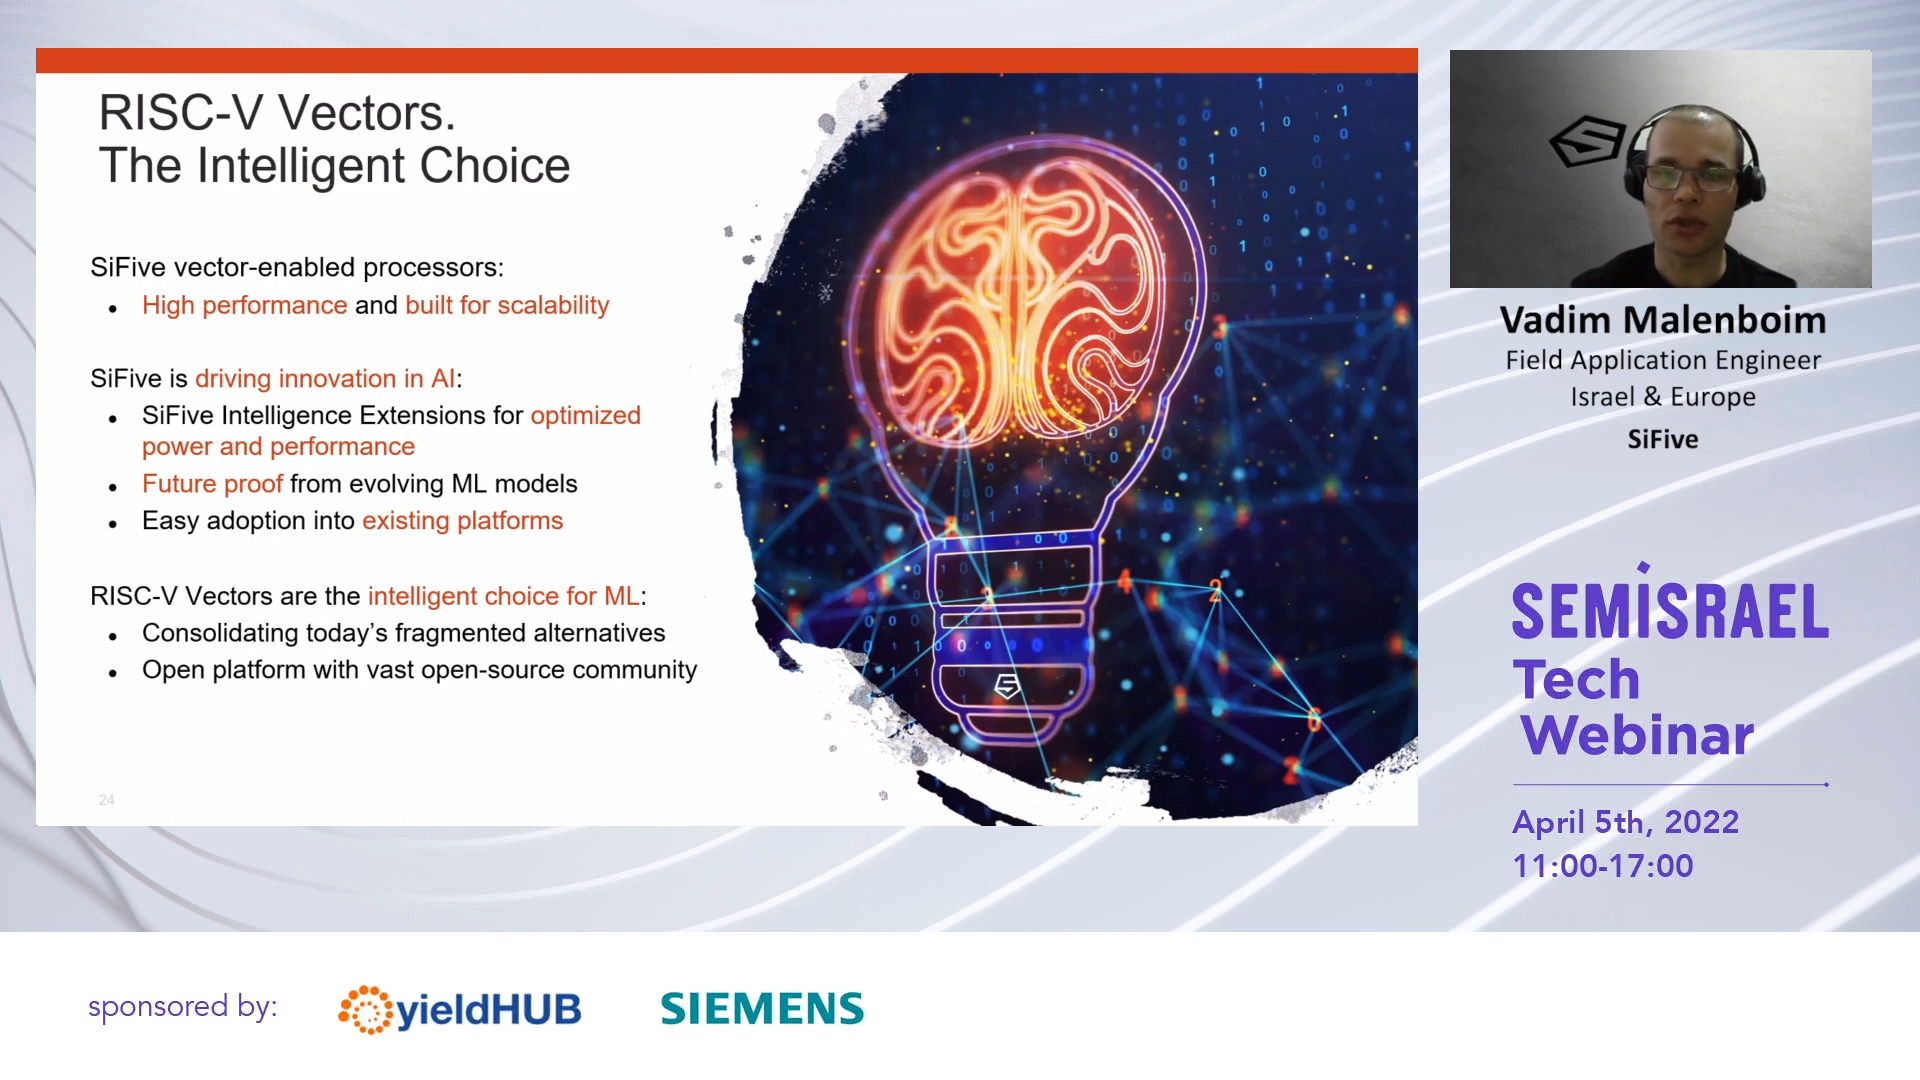 RISC-V Vectors.
The Intelligent Choice
SiFive vector-enabled processors:
• High performance and built for scalability
SiFive is driving innovation in AI:
• SiFive Intelligence Extensions for optimized
power and performance
• Future proof from evolving ML models
• Easy adoption into existing platforms
RISC-V Vectors are the intelligent choice for ML:
• Consolidating today’s fragmented alternatives
• Open platform with vast open-source community
24
Vadim Malenboim
Field Application Engineer
Israel & Europe
SiFive
SEMISRAEL
Tech
Webinar
April 5th, 2022
11:00-17:00
sponsored by:
yieldHUB
SIEMENS